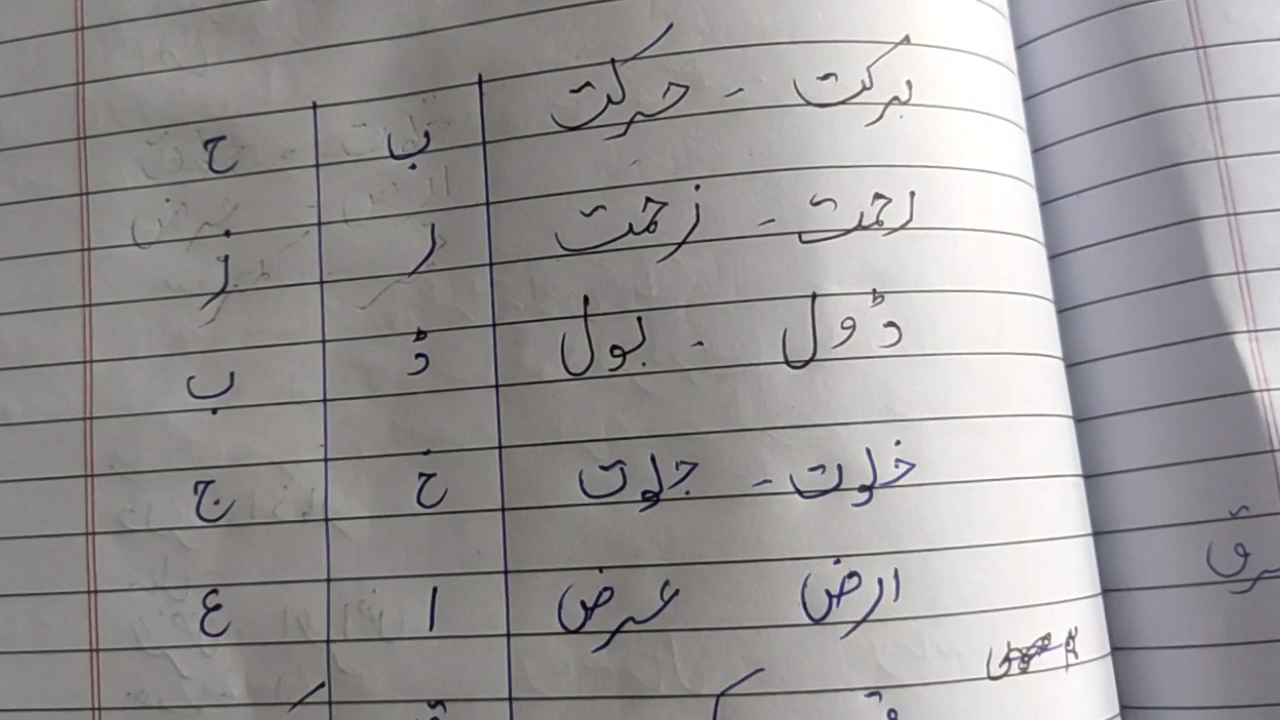 برکت - حرکت ب ح
رحمت - زحمت ر ز
ڈول - بول ڈ ب
خلوت - جلوت خ ج
ارض عرض ا ع